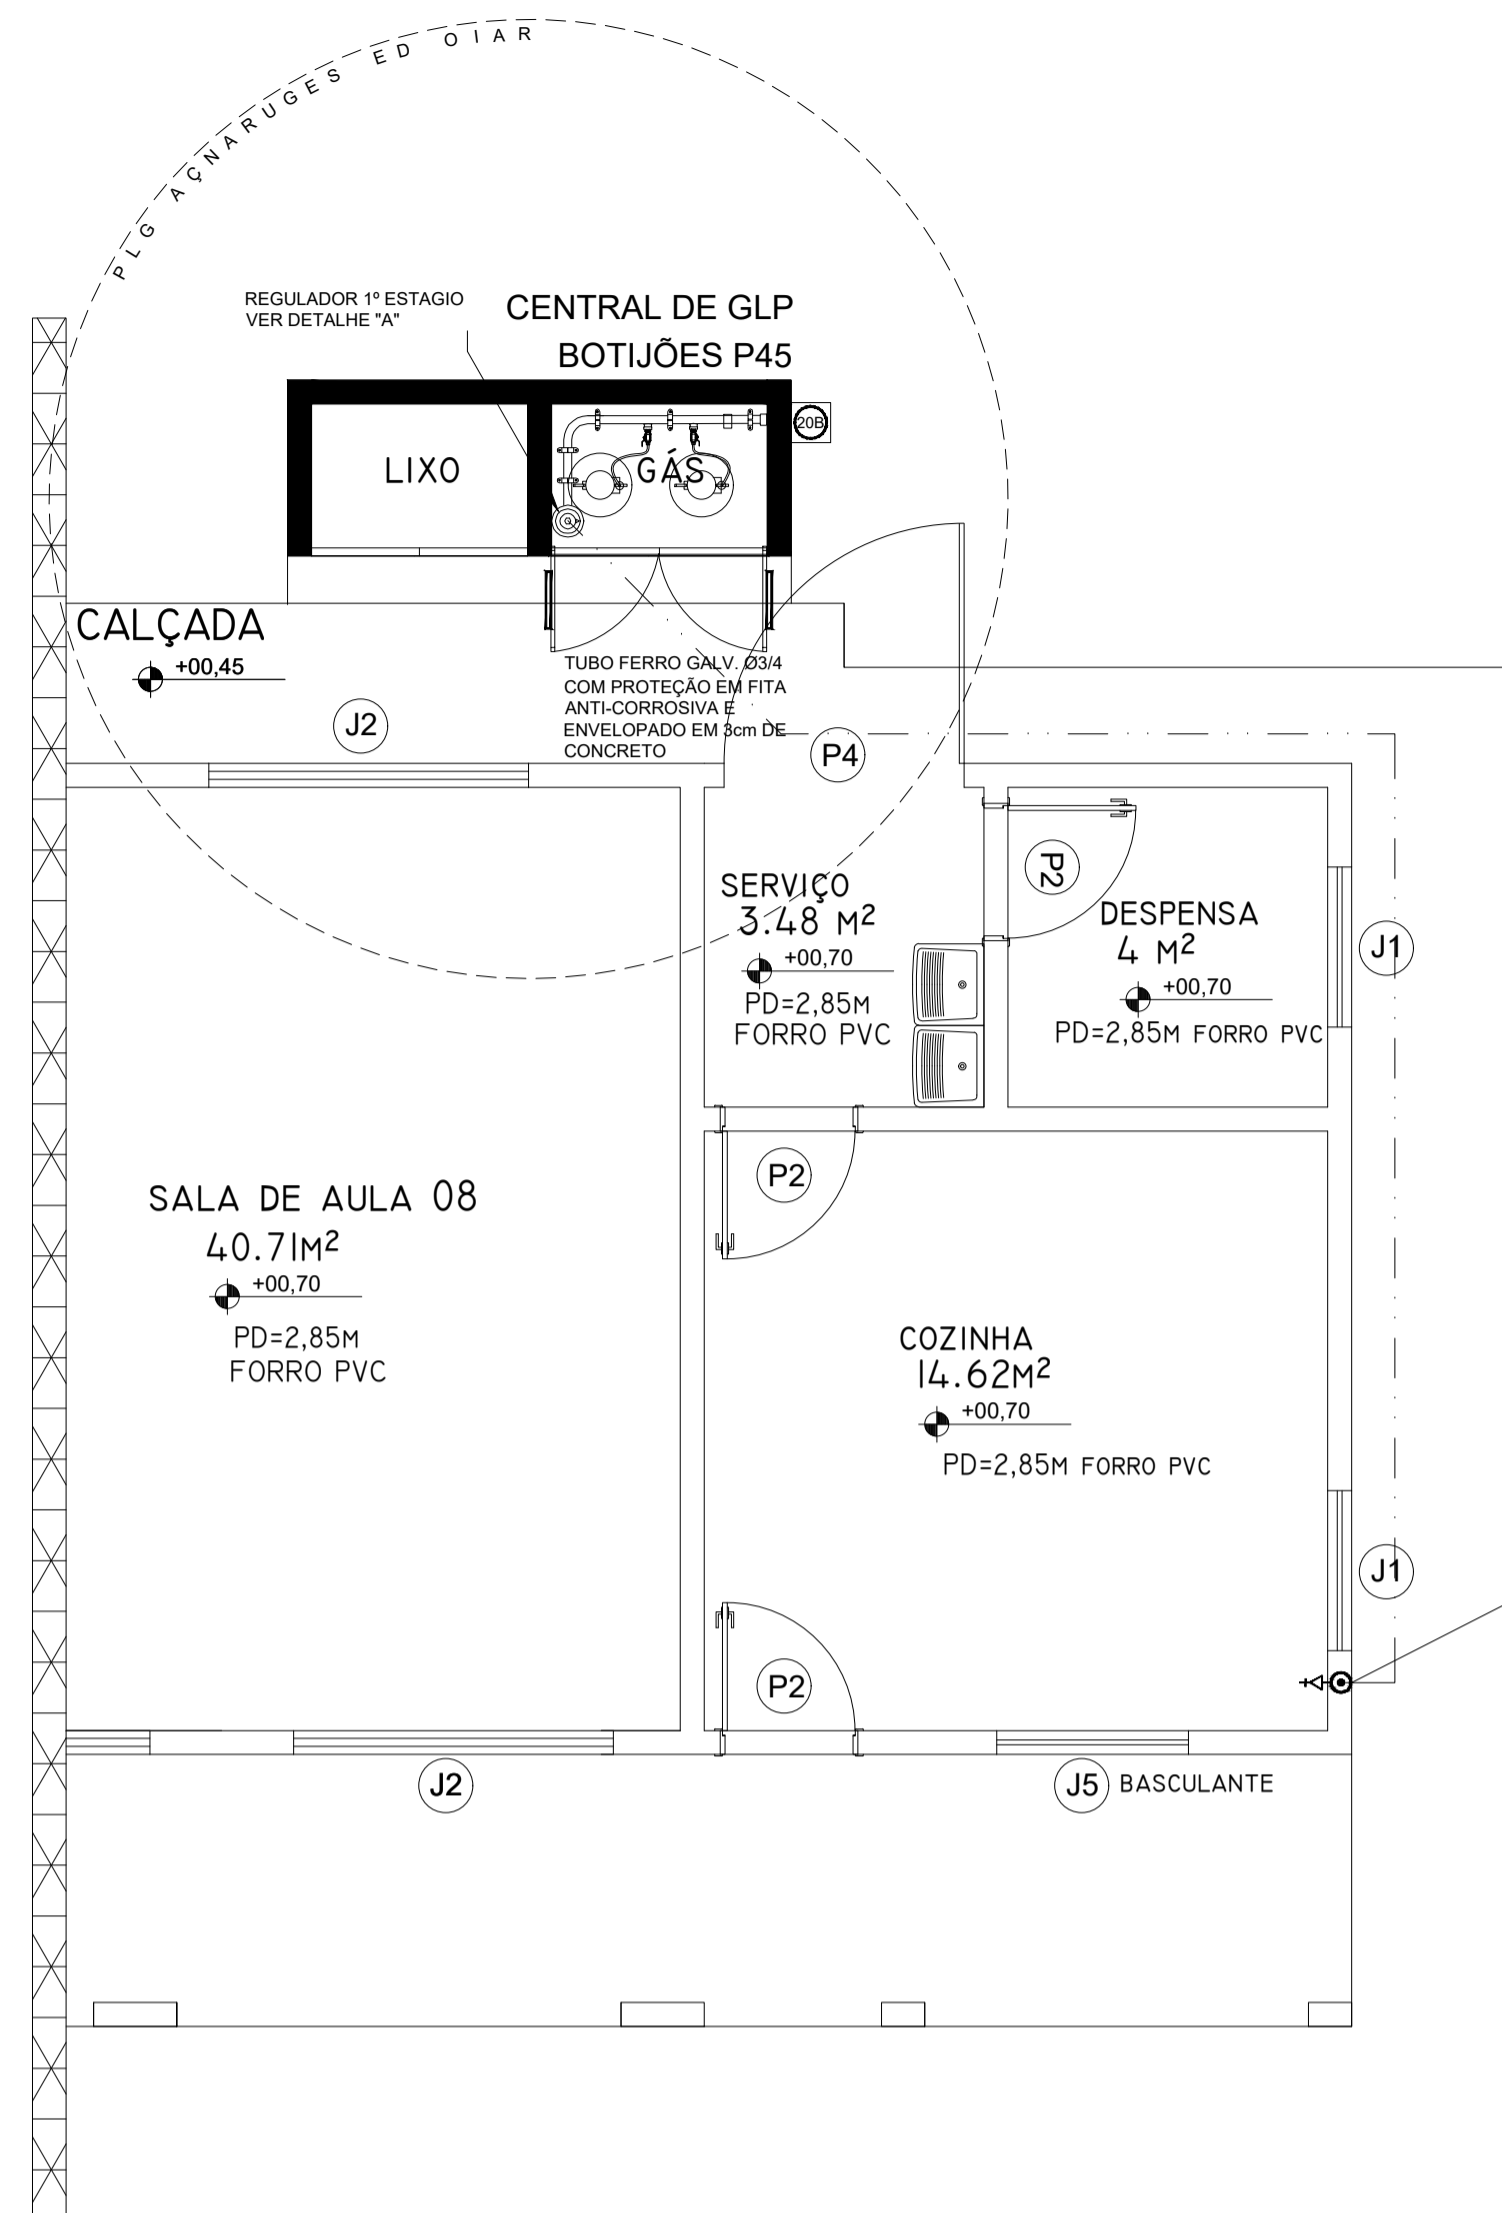 PLG AÇNARUGES ED OIAR
REGULADOR 1º ESTAGIO
VER DETALHE "A"
CENTRAL DE GLP
BOTIJÕES P45
20B
LIXO
GÁS
CALÇADA
+00,45
J2
TUBO FERRO GALV. Ø3/4
COM PROTEÇÃO EM FITA
ANTI-CORROSIVA E
ENVELOPADO EM 3cm DE
CONCRETO
P4
P2
SERVIÇO
3.48 M²
+00,70
PD=2,85M
FORRO PVC
DESPENSA
4 M²
+00,70
PD=2,85M FORRO PVC
J1
P2
SALA DE AULA 08
40.71M²
+00,70
PD=2,85M
FORRO PVC
COZINHA
14.62M²
+00,70
PD=2,85M FORRO PVC
J1
P2
J2
J5 BASCULANTE